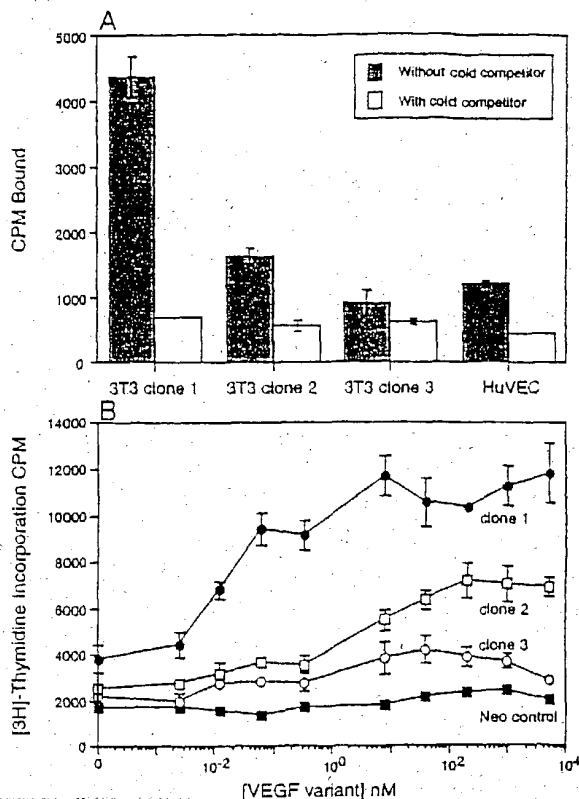 A
5000
4000
3000
2000
1000
0
CPM Bound
Without cold competitor
With cold competitor
3T3 clone 1
3T3 clone 2
3T3 clone 3
HuVEC
B
14000
12000
10000
8000
6000
4000
2000
0
[3H]-Thymidine Incorporation CPM
clone 1
clone 2
clone 3
Neo control
0
10-2
100
102
10-4
[VEGF variant] nM